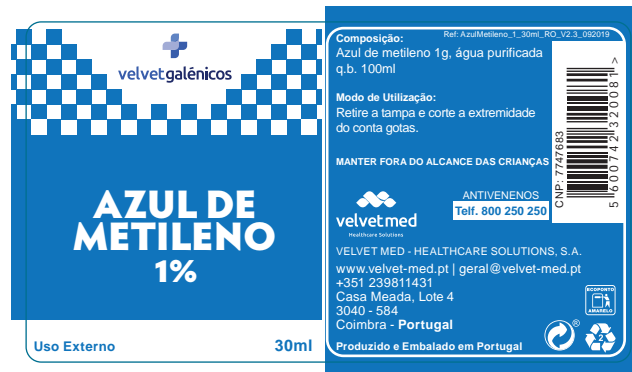 velvetgalénicos
AZUL DE
METILENO
1%
Uso Externo
30ml
Ref: AzulMetileno_1_30ml_RO_V2.3_092019
Composição:
Azul de metileno 1g, água purificada
q.b. 100ml
Modo de Utilização:
Retire a tampa e corte a extremidade
do conta gotas.
MANTER FORA DO ALCANCE DAS CRIANÇAS
CNP: 7747683
5 600742 320081 >
velvetmed
Healthcare Solutions
ANTIVENENOS
Telf. 800 250 250
VELVET MED - HEALTHCARE SOLUTIONS, S.A.
www.velvet-med.pt | geral@velvet-med.pt
+351 239811431
Casa Meada, Lote 4
3040 - 584
Coimbra - Portugal
Produzido e Embalado em Portugal
ECOPONTO
AMARELO
®
2